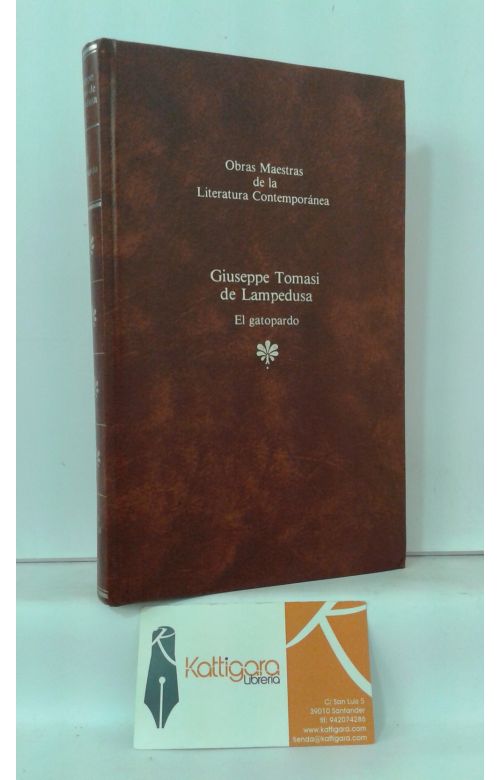 Obras Maestras
de la
Literatura Contemporánea
Giuseppe Tomasi
de Lampedusa
El gatopardo
Kattigara
Librería
C/ San Luis 5
39010 Santander
tlf: 942074286
www.kattigara.com
tienda@kattigara.com